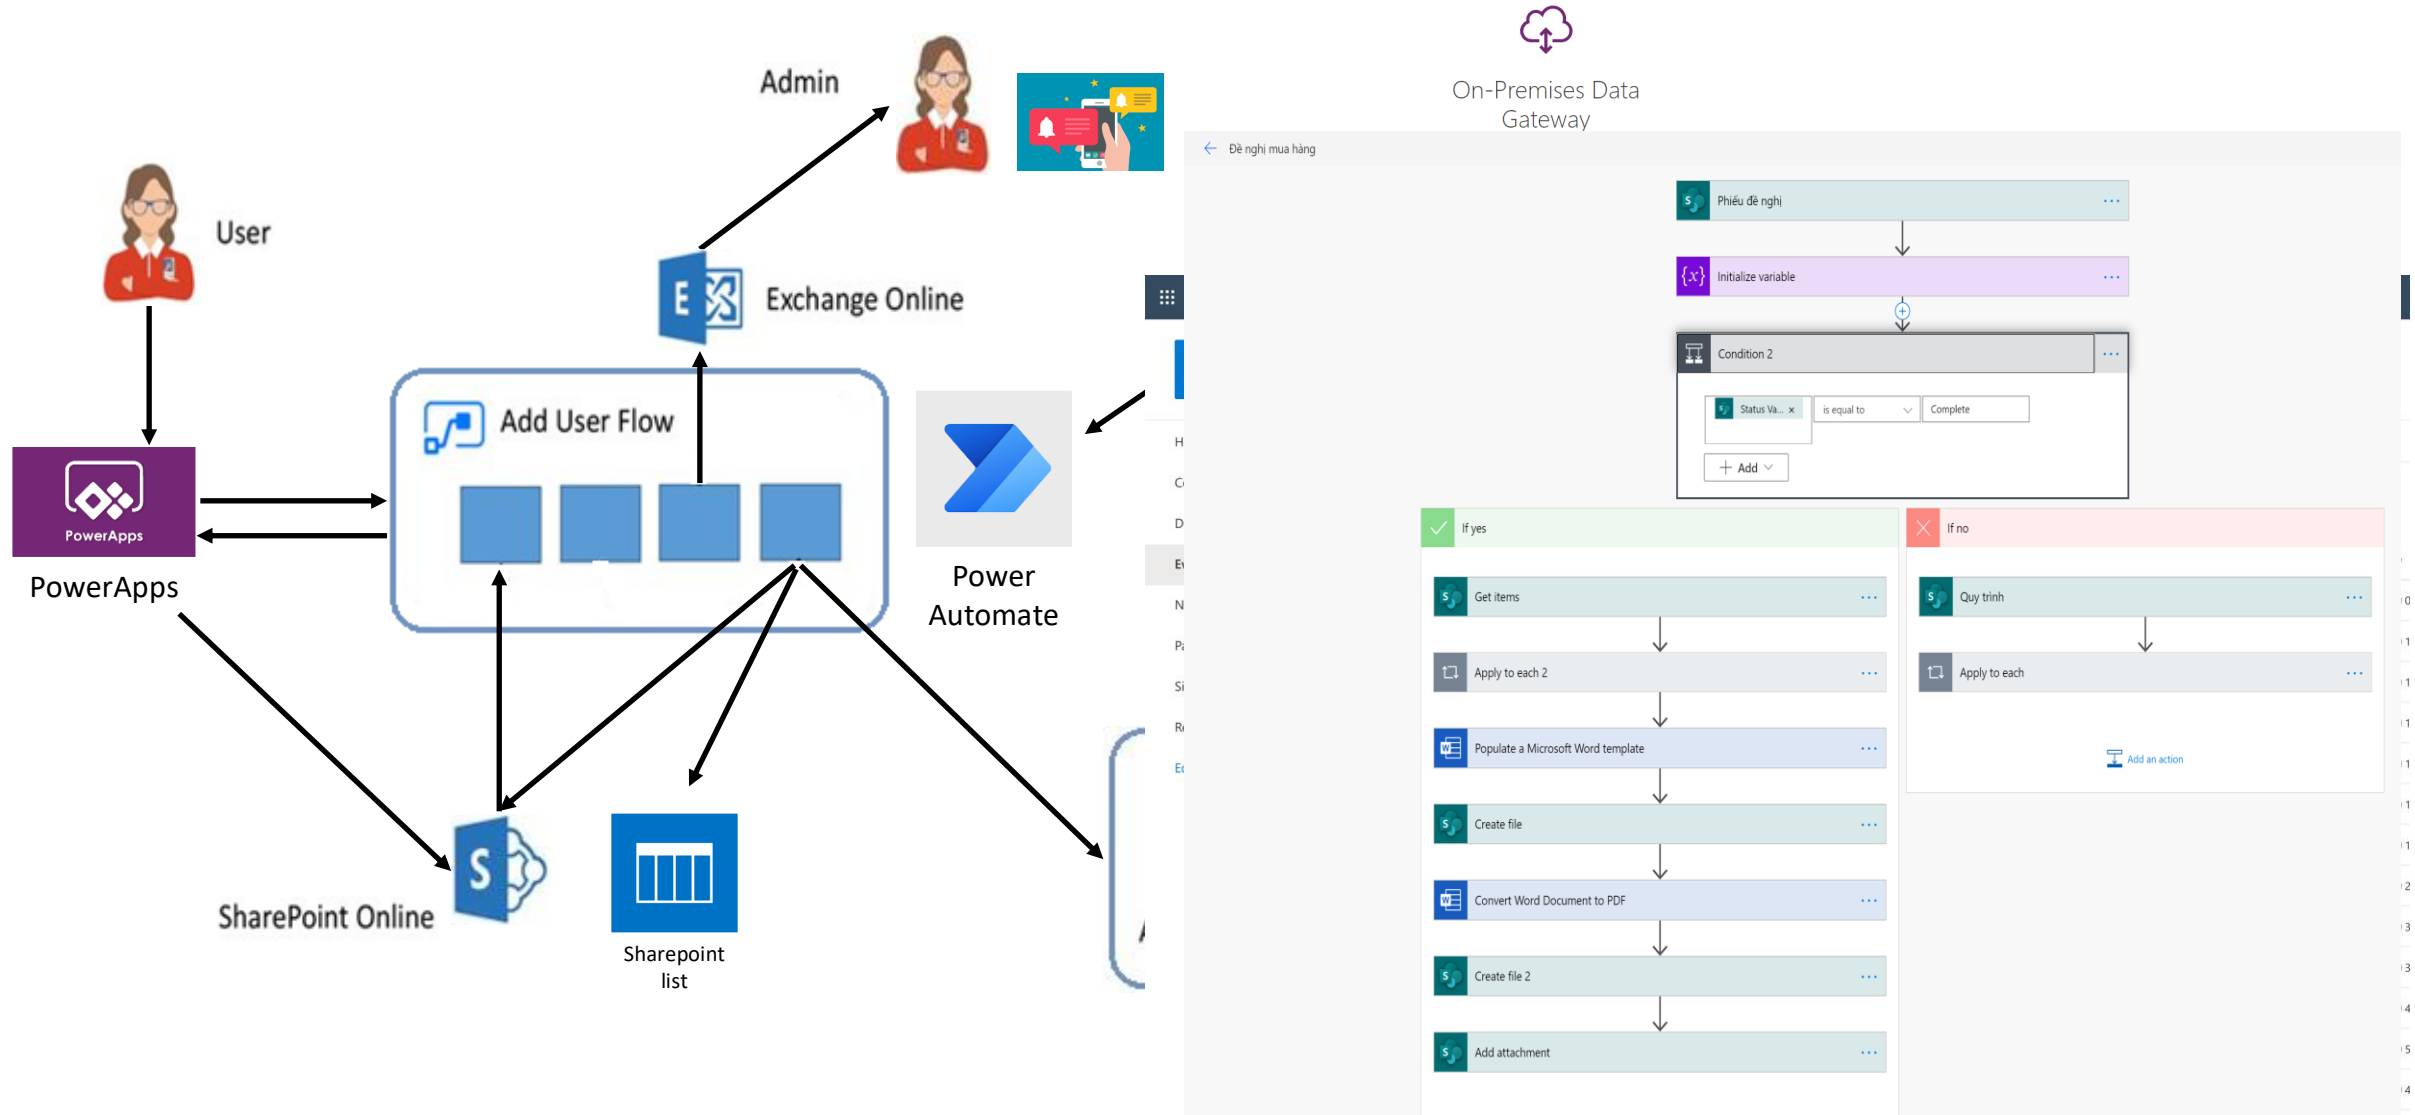 Admin
User
Exchange Online
Add User Flow
PowerApps
PowerApps
Power
Automate
SharePoint Online
Sharepoint
list
On-Premises Data
Gateway
Đề nghị mua hàng
Phiếu đề nghị
Initialize variable
Condition 2
Status Va... x
is equal to
Complete
Add
If yes
If no
Get items
Quy trình
Apply to each 2
Apply to each
Populate a Microsoft Word template
Add an action
Create file
Convert Word Document to PDF
Create file 2
Add attachment